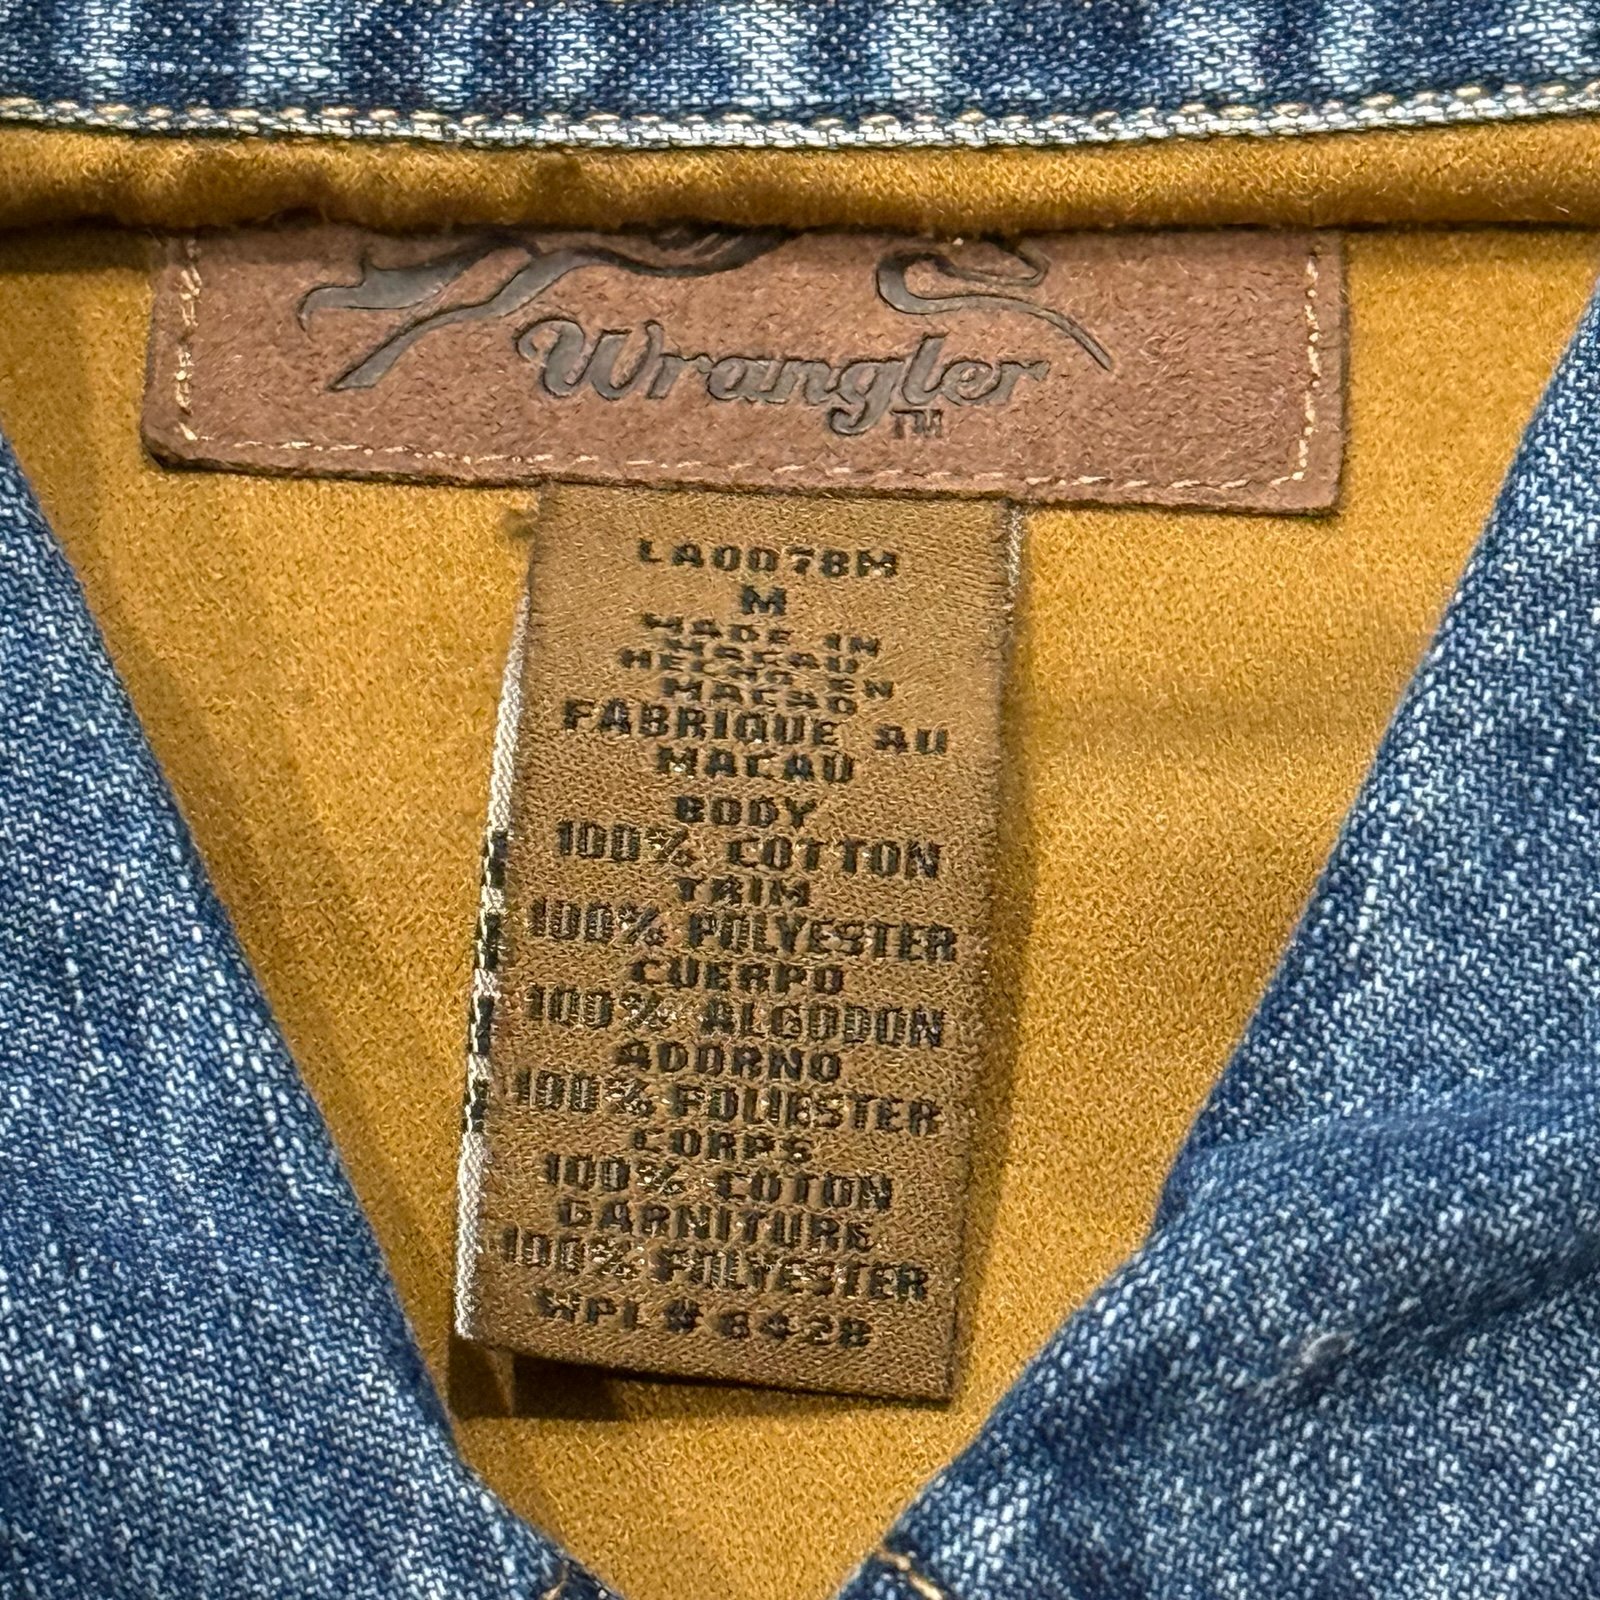 Wrangler
TM
LA0078M
M
MADE IN
MACAU
HECHO EN
MACAO
FABRIQUE AU
MACAU
BODY
100% COTTON
TRIM
100% POLYESTER
CUERPO
100% ALGODON
ADORNO
100% POLIESTER
CORPS
100% COTON
GARNITURE
100% POLYESTER
WPL # 6428